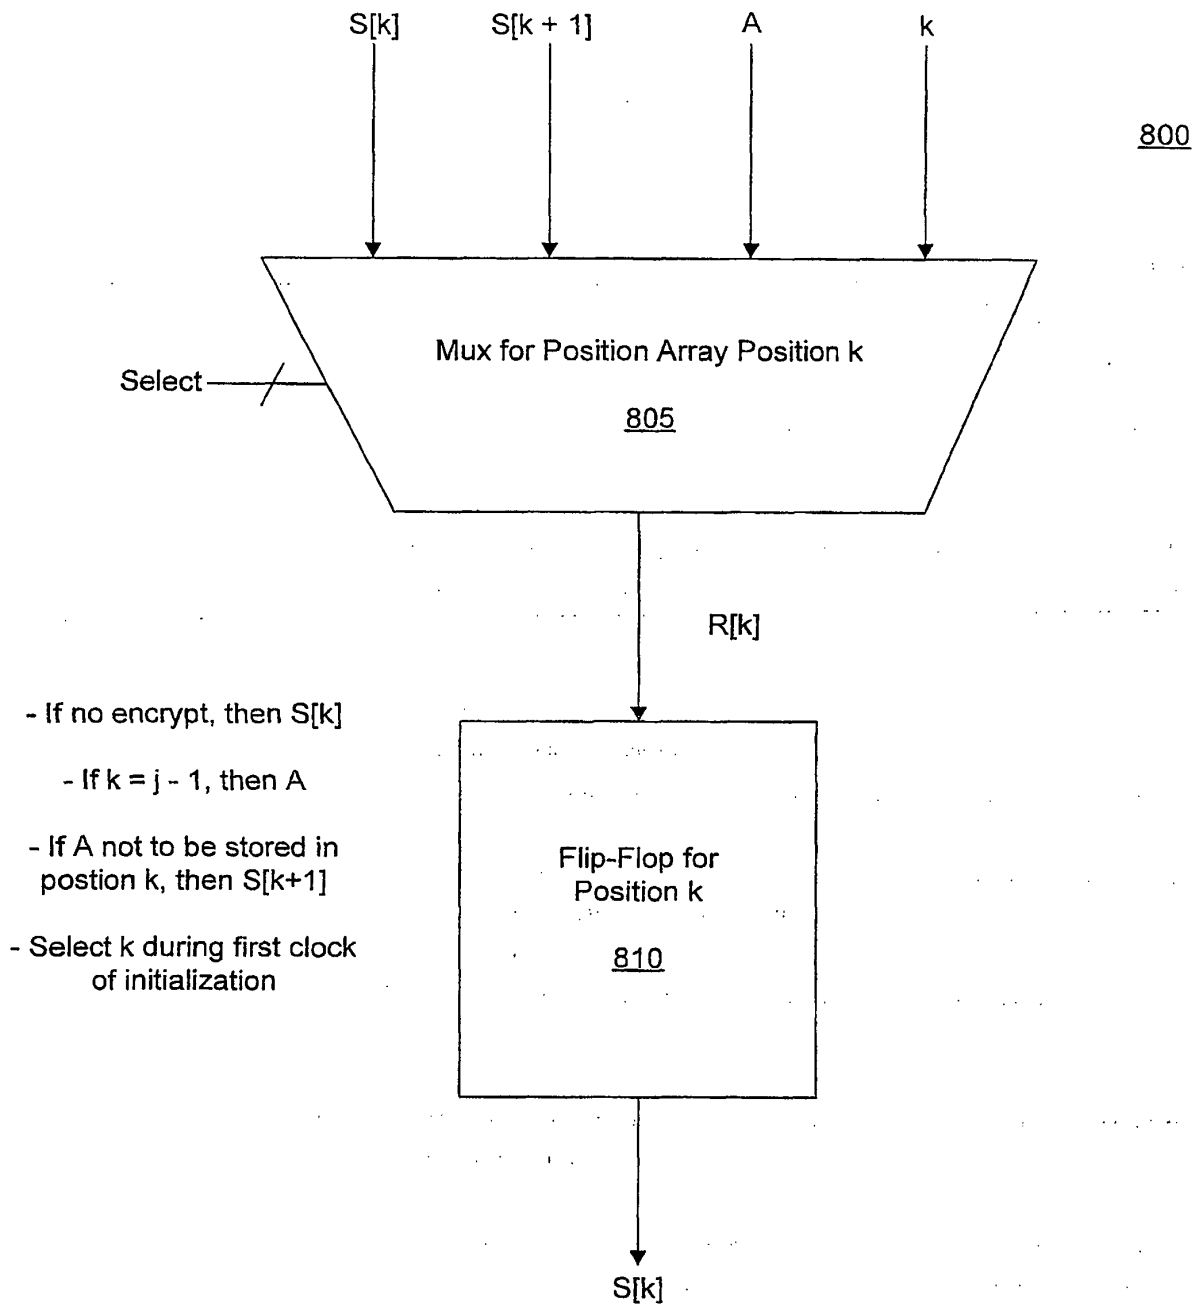 S[k] S[k + 1] A k
800
Mux for Position Array Position k
Select
805
R[k]
- If no encrypt, then S[k]
- If k = j - 1, then A
- If A not to be stored in
postion k, then S[k+1]
- Select k during first clock
of initialization
Flip-Flop for
Position k
810
S[k]